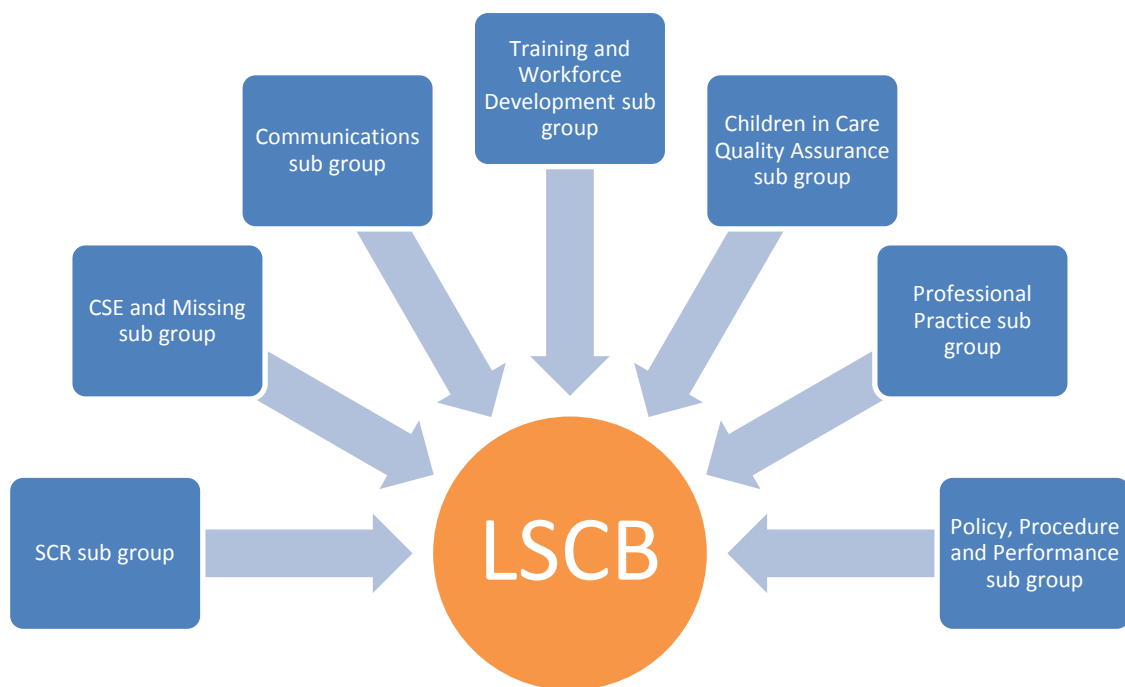 Training and
Workforce
Development sub
group
Communications
sub group
Children in Care
Quality Assurance
sub group
CSE and Missing
sub group
Professional
Practice sub
group
SCR sub group
LSCB
Policy, Procedure
and Performance
sub group